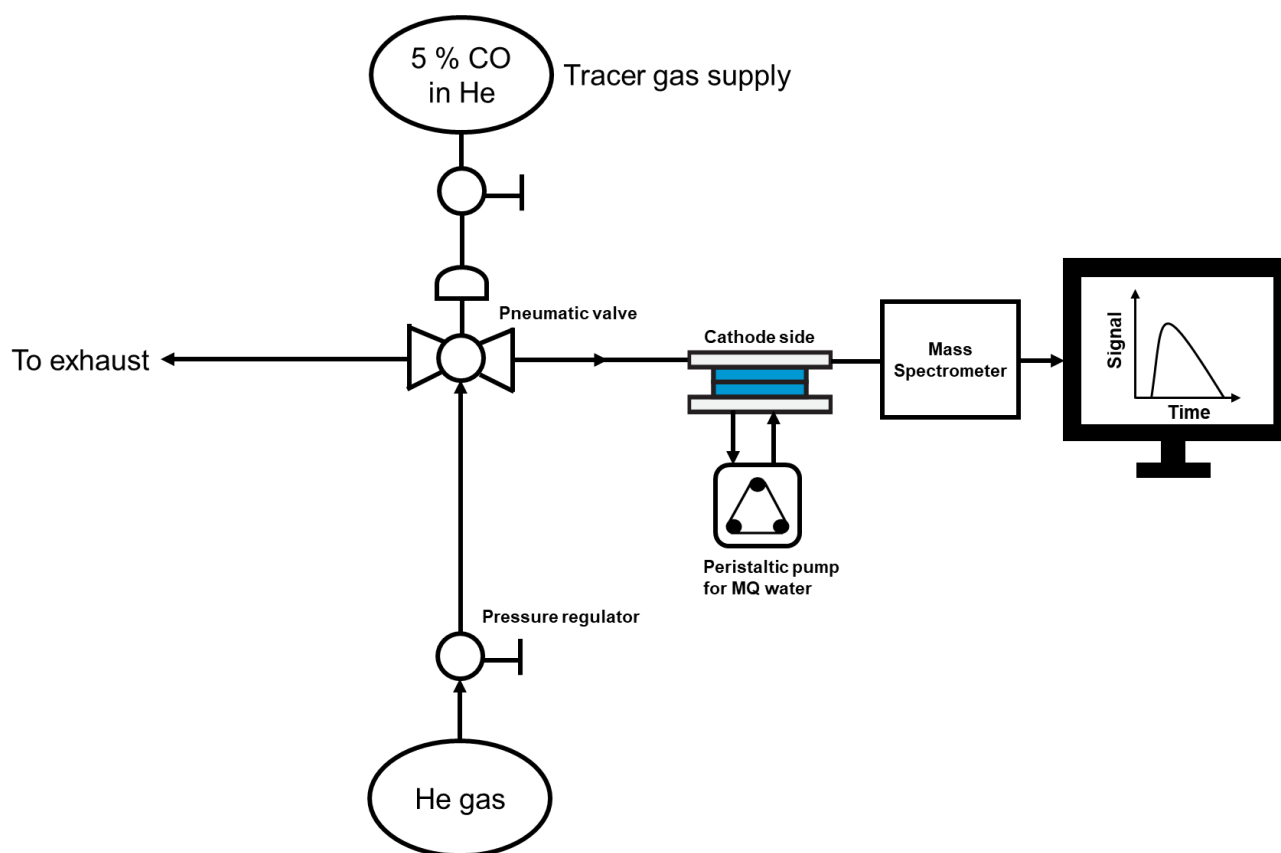 5 % CO
in He
Tracer gas supply
Pneumatic valve
To exhaust
Cathode side
Mass
Spectrometer
Signal
Time
Peristaltic pump
for MQ water
Pressure regulator
He gas